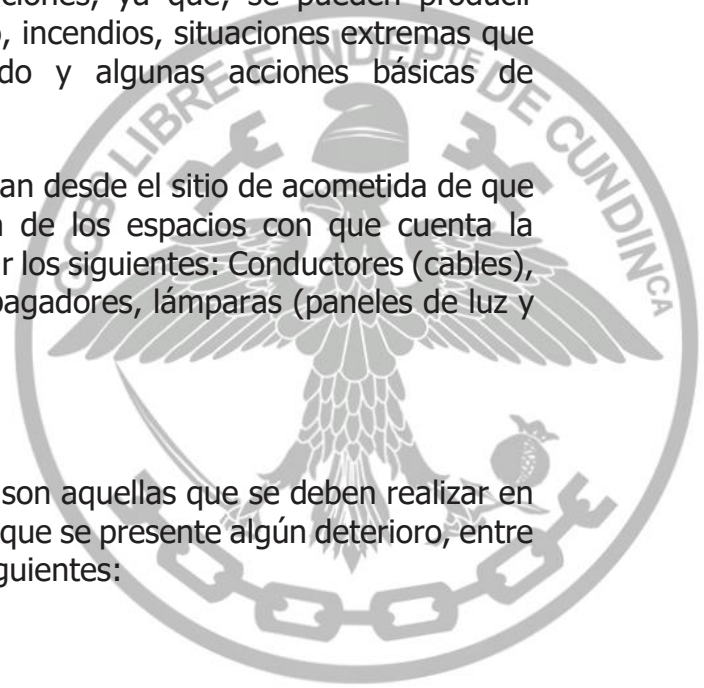 ciones, ya que, se pueden producir
o, incendios, situaciones extremas que
do y algunas acciones básicas de
an desde el sitio de acometida de que
de los espacios con que cuenta la
r los siguientes: Conductores (cables),
pagadores, lámparas (paneles de luz y
son aquellas que se deben realizar en
que se presente algún deterioro, entre
guientes:
GOB LIBRE E INDEPTE DE CUNDINCA